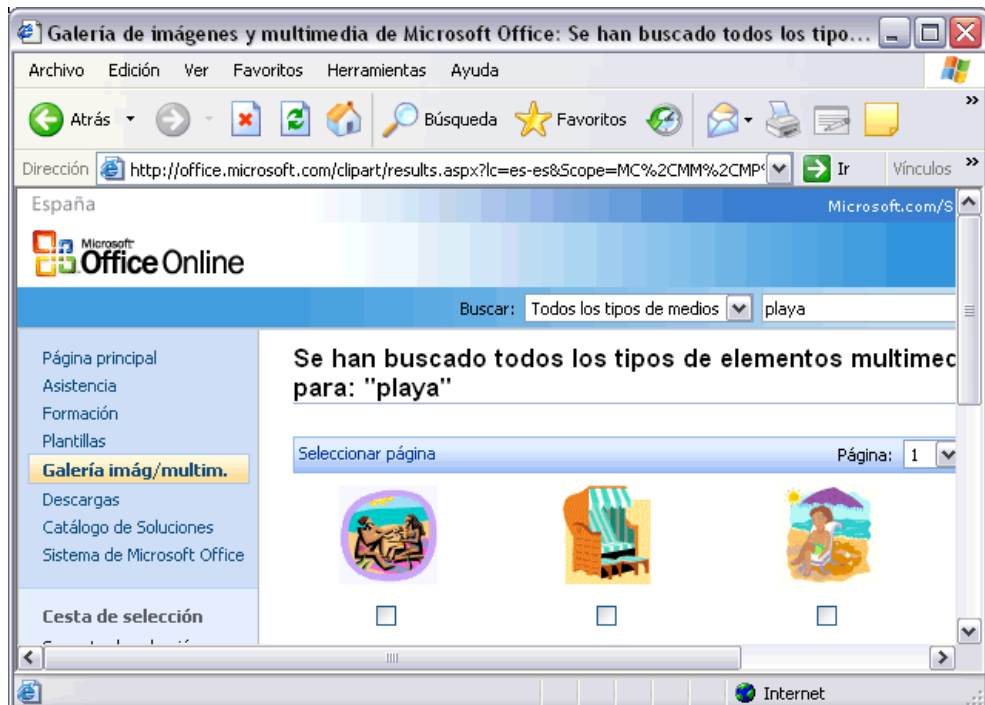 Galería de imágenes y multimedia de Microsoft Office: Se han buscado todos los tipo...
Archivo Edición Ver Favoritos Herramientas Ayuda
Atrás Búsqueda Favoritos »
Dirección http://office.microsoft.com/clipart/results.aspx?lc=es-es&Scope=MC%2CMM%2CMP Ir Vínculos »
España Microsoft.com/S
Microsoft
Office Online
Buscar: Todos los tipos de medios playa
Página principal
Asistencia
Formación
Plantillas
Galería imág/multim.
Descargas
Catálogo de Soluciones
Sistema de Microsoft Office
Cesta de selección
Se han buscado todos los tipos de elementos multimed
para: "playa"
Seleccionar página Página: 1
Internet